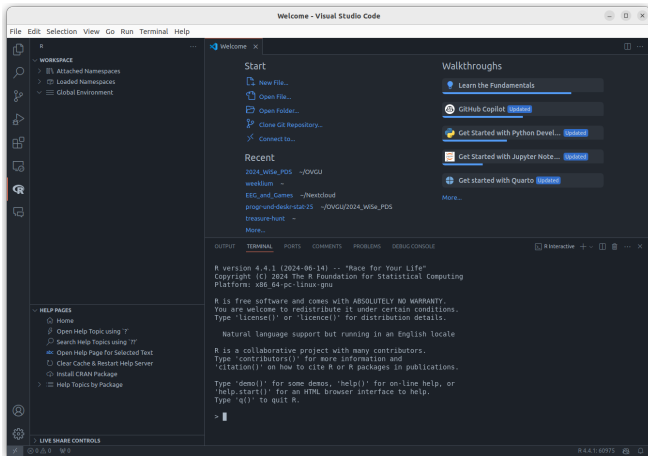 Welcome - Visual Studio Code
File Edit Selection View Go Run Terminal Help
R
WORKSPACE
Attached Namespaces
Loaded Namespaces
Global Environment
HELP PAGES
Home
Open Help Topic using `?`
Search Help Topics using `??`
Open Help Page for Selected Text
Clear Cache & Restart Help Server
Install CRAN Package
Help Topics by Package
LIVE SHARE CONTROLS
Welcome
Start
New File...
Open File...
Open Folder...
Clone Git Repository...
Connect to...
Recent
2024_WiSe_PDS ~/OVGU
weeklium ~
EEG_and_Games ~/Nextcloud
progr-und-deskr-stat-25 ~/OVGU/2024_WiSe_PDS
treasure-hunt ~
More...
Walkthroughs
Learn the Fundamentals
GitHub Copilot Updated
Get Started with Python Devel... Updated
Get Started with Jupyter Note... Updated
Get started with Quarto Updated
More...
OUTPUT TERMINAL PORTS COMMENTS PROBLEMS DEBUG CONSOLE
R Interactive
R version 4.4.1 (2024-06-14) -- "Race for Your Life"
Copyright (C) 2024 The R Foundation for Statistical Computing
Platform: x86_64-pc-linux-gnu
R is free software and comes with ABSOLUTELY NO WARRANTY.
You are welcome to redistribute it under certain conditions.
Type 'license()' or 'licence()' for distribution details.
Natural language support but running in an English locale
R is a collaborative project with many contributors.
Type 'contributors()' for more information and
'citation()' on how to cite R or R packages in publications.
Type 'demo()' for some demos, 'help()' for on-line help, or
'help.start()' for an HTML browser interface to help.
Type 'q()' to quit R.
>
0 0 0
R 4.4.1: 60975